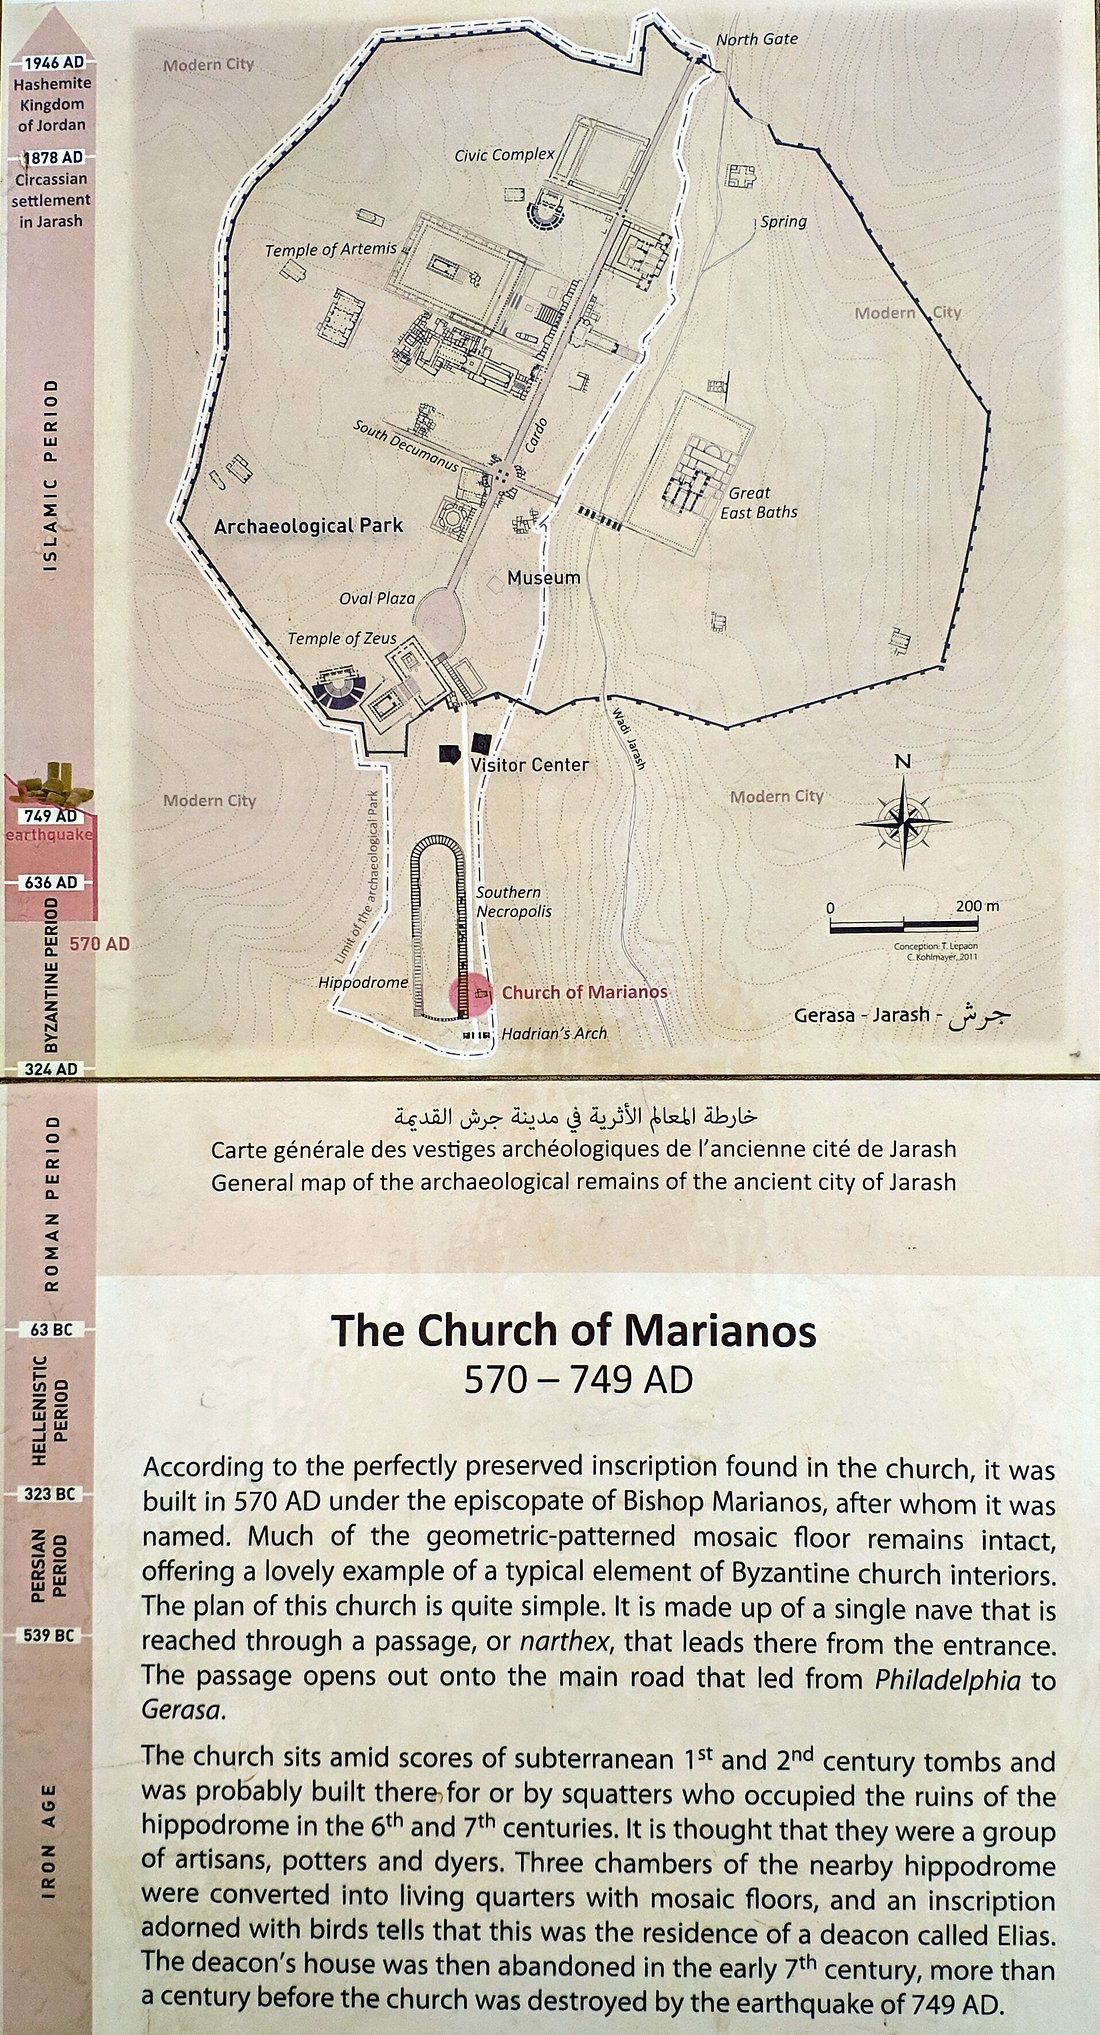 1946 AD
Hashemite
Kingdom
of Jordan
1878 AD
Circassian
settlement
in Jarash
ISLAMIC PERIOD
749 AD
earthquake
636 AD
BYZANTINE PERIOD
570 AD
324 AD
ROMAN PERIOD
63 BC
HELLENISTIC
PERIOD
323 BC
PERSIAN
PERIOD
539 BC
IRON AGE
North Gate
Modern City
Civic Complex
Spring
Temple of Artemis
Modern City
Cardo
South Decumanus
Great
East Baths
Archaeological Park
Museum
Oval Plaza
Temple of Zeus
Wadi Jarash
Visitor Center
N
Modern City
Modern City
Limit of the archaeological Park
Southern
Necropolis
0 200 m
Conception: T. Lepaon
C. Kohlmayer, 2011
Hippodrome
Church of Marianos
Gerasa - Jarash - جرش
Hadrian's Arch
خارطة المعالم الأثرية في مدينة جرش القديمة
Carte générale des vestiges archéologiques de l'ancienne cité de Jarash
General map of the archaeological remains of the ancient city of Jarash
The Church of Marianos
570 – 749 AD
According to the perfectly preserved inscription found in the church, it was
built in 570 AD under the episcopate of Bishop Marianos, after whom it was
named. Much of the geometric-patterned mosaic floor remains intact,
offering a lovely example of a typical element of Byzantine church interiors.
The plan of this church is quite simple. It is made up of a single nave that is
reached through a passage, or narthex, that leads there from the entrance.
The passage opens out onto the main road that led from Philadelphia to
Gerasa.
The church sits amid scores of subterranean 1st and 2nd century tombs and
was probably built there for or by squatters who occupied the ruins of the
hippodrome in the 6th and 7th centuries. It is thought that they were a group
of artisans, potters and dyers. Three chambers of the nearby hippodrome
were converted into living quarters with mosaic floors, and an inscription
adorned with birds tells that this was the residence of a deacon called Elias.
The deacon's house was then abandoned in the early 7th century, more than
a century before the church was destroyed by the earthquake of 749 AD.